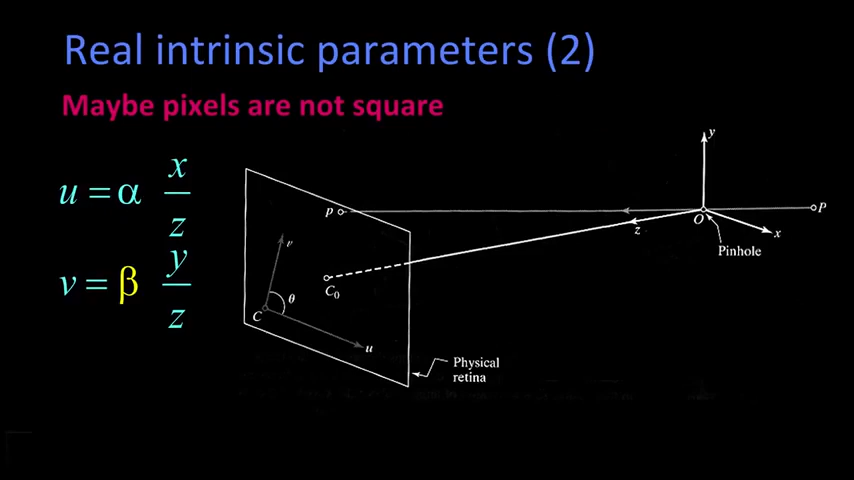 Real intrinsic parameters (2)
Maybe pixels are not square
u = α x/z
v = β y/z
y
p
P
O
x
z
Pinhole
v
C₀
θ
C
u
Physical
retina